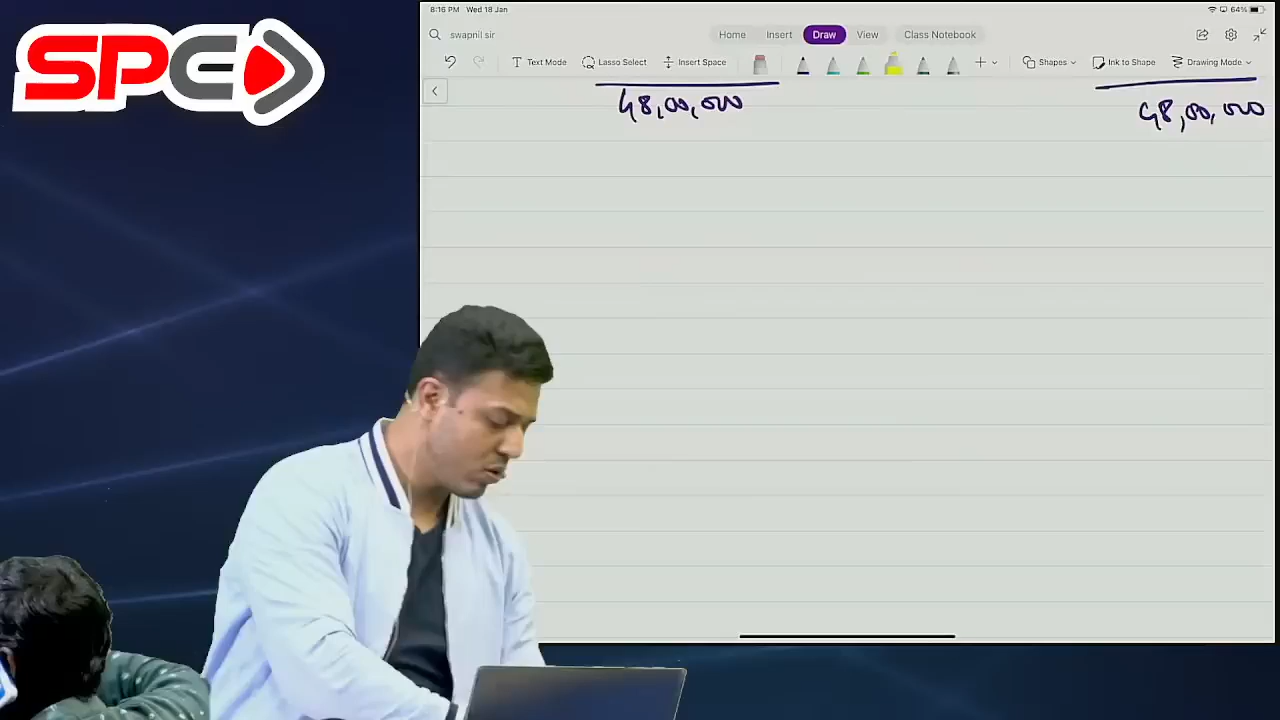 SPE
8:16 PM Wed 18 Jan
64%
swapnil sir
Home Insert Draw View Class Notebook
Text Mode Lasso Select Insert Space Shapes Ink to Shape Drawing Mode
48,00,000 48,00,000